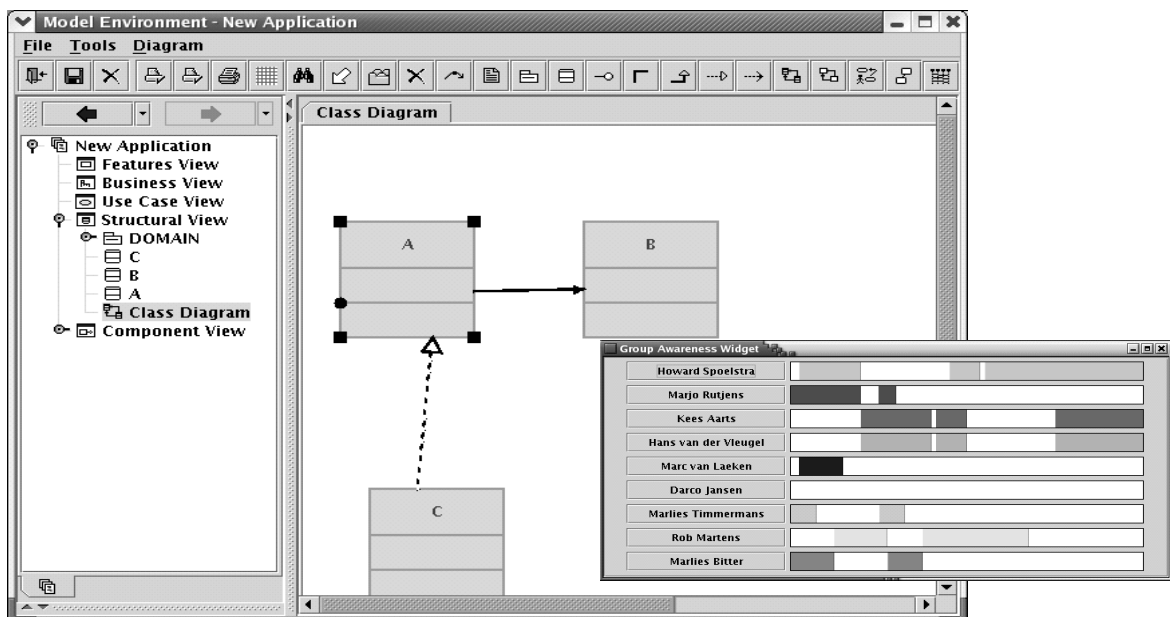 Model Environment - New Application
File Tools Diagram
Class Diagram
New Application
Features View
Business View
Use Case View
Structural View
DOMAIN
C
B
A
Class Diagram
Component View
A
B
C
Group Awareness Widget
Howard Spoelstra
Marjo Rutjens
Kees Aarts
Hans van der Vleugel
Marc van Laeken
Darco Jansen
Marlies Timmermans
Rob Martens
Marlies Bitter